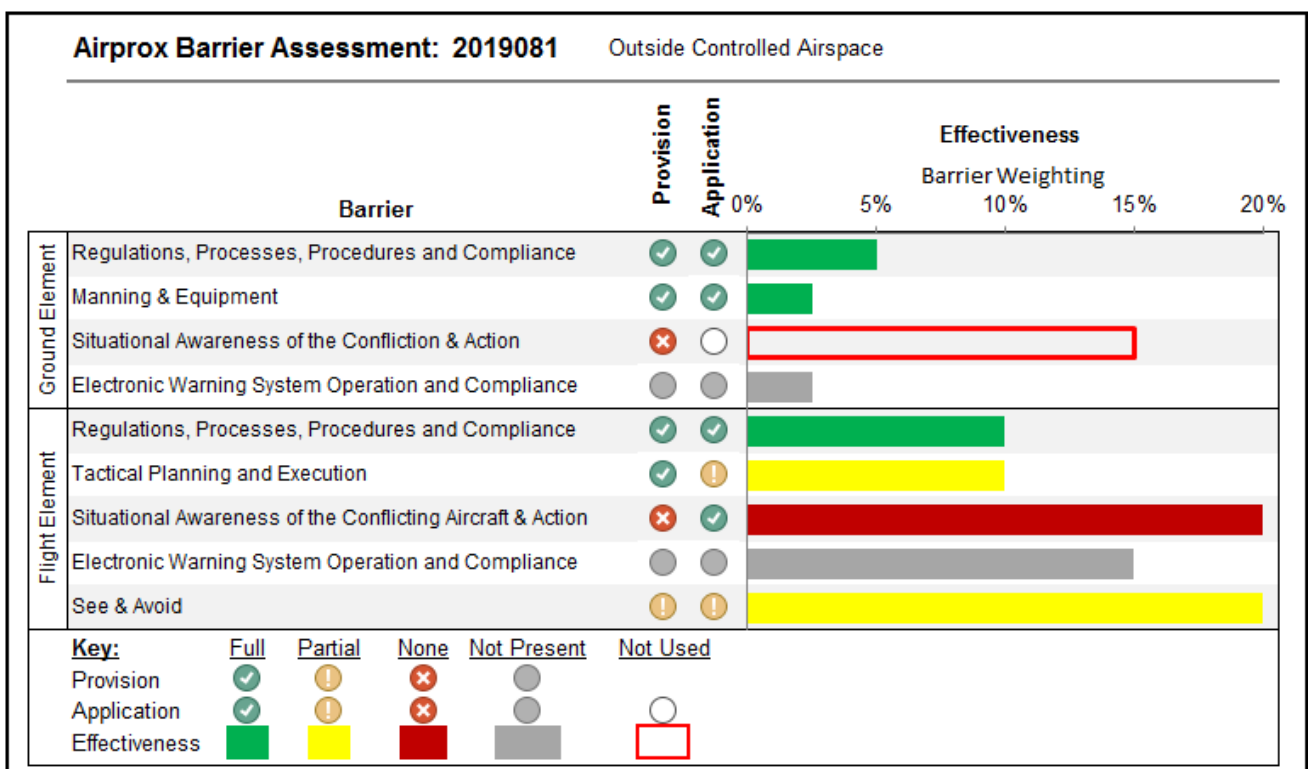 Airprox Barrier Assessment: 2019081 Outside Controlled Airspace
Barrier Provision Application Effectiveness
Barrier Weighting
0% 5% 10% 15% 20%
Ground Element
Regulations, Processes, Procedures and Compliance
Manning & Equipment
Situational Awareness of the Confliction & Action
Electronic Warning System Operation and Compliance
Flight Element
Regulations, Processes, Procedures and Compliance
Tactical Planning and Execution
Situational Awareness of the Conflicting Aircraft & Action
Electronic Warning System Operation and Compliance
See & Avoid
Key: Full Partial None Not Present Not Used
Provision
Application
Effectiveness